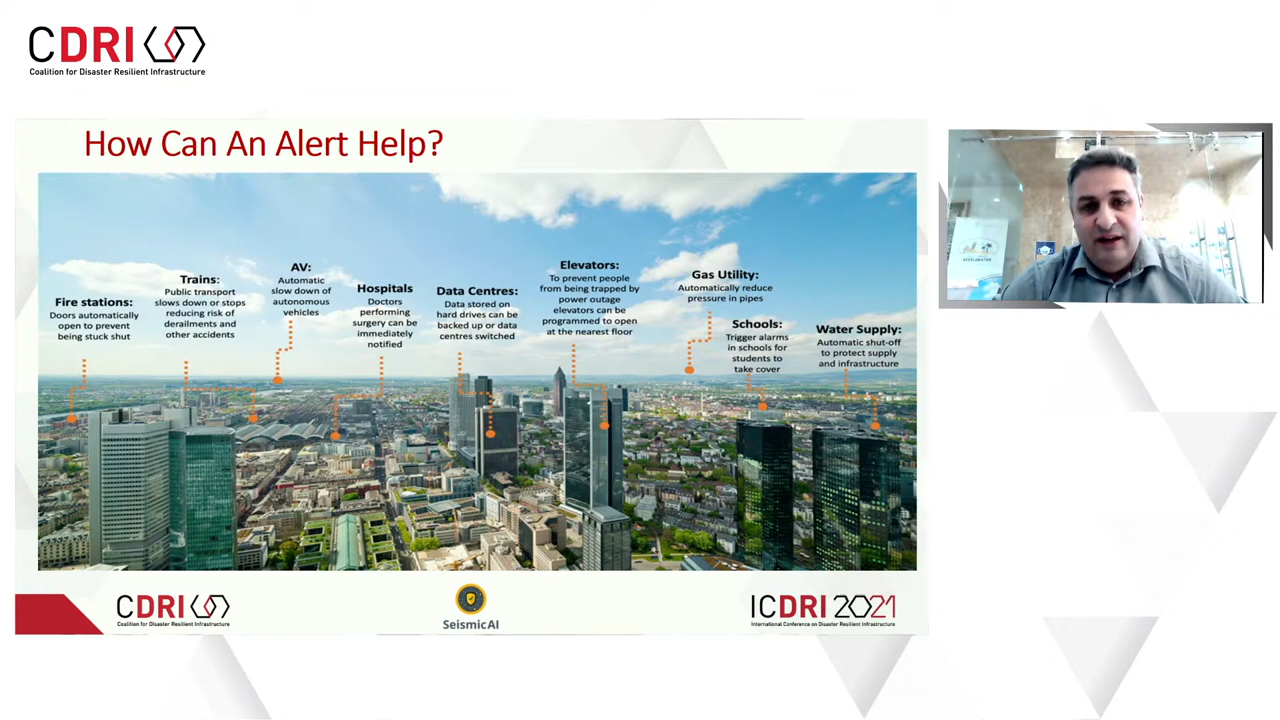 CDRI
Coalition for Disaster Resilient Infrastructure
How Can An Alert Help?
Fire stations:
Doors automatically
open to prevent
being stuck shut
Trains:
Public transport
slows down or stops
reducing risk of
derailments and
other accidents
AV:
Automatic
slow down of
autonomous
vehicles
Hospitals
Doctors
performing
surgery can be
immediately
notified
Data Centres:
Data stored on
hard drives can be
backed up or data
centres switched
Elevators:
To prevent people
from being trapped by
power outage
elevators can be
programmed to open
at the nearest floor
Gas Utility:
Automatically reduce
pressure in pipes
Schools:
Trigger alarms
in schools for
students to
take cover
Water Supply:
Automatic shut-off
to protect supply
and infrastructure
CDRI
Coalition for Disaster Resilient Infrastructure
SeismicAI
ICDRI 2021
International Conference on Disaster Resilient Infrastructure
ACCELERATOR